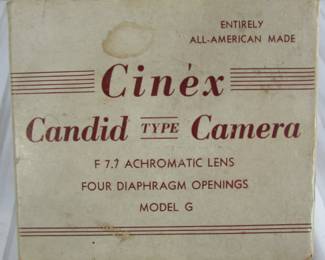 ENTIRELY
ALL-AMERICAN MADE
Cinéx
Candid TYPE Camera
F 7.7 ACHROMATIC LENS
FOUR DIAPHRAGM OPENINGS
MODEL G